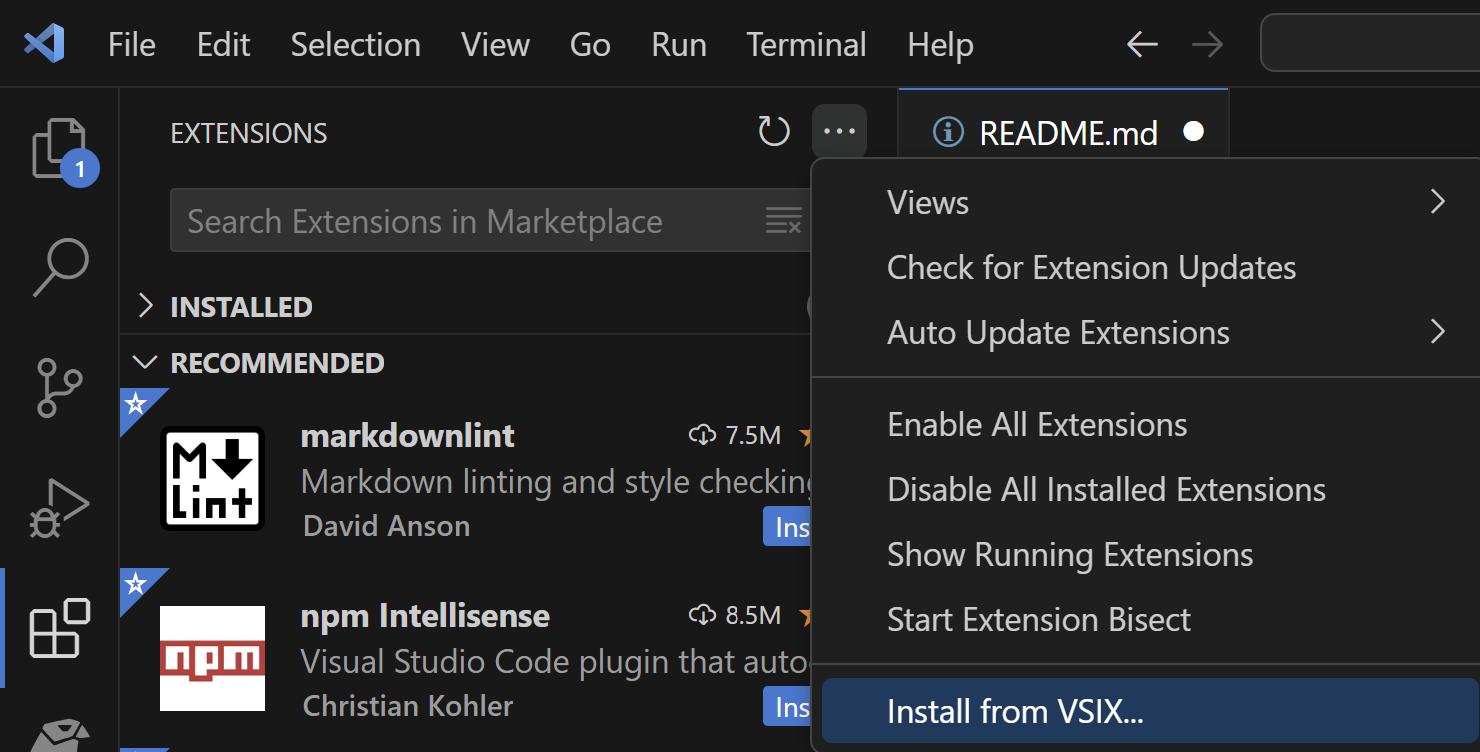 File Edit Selection View Go Run Terminal Help
EXTENSIONS
README.md
1
Search Extensions in Marketplace
INSTALLED
RECOMMENDED
M
Lint
markdownlint 7.5M
Markdown linting and style checking
David Anson
Ins
npm
npm Intellisense 8.5M
Visual Studio Code plugin that auto
Christian Kohler
Ins
Views
Check for Extension Updates
Auto Update Extensions
Enable All Extensions
Disable All Installed Extensions
Show Running Extensions
Start Extension Bisect
Install from VSIX...